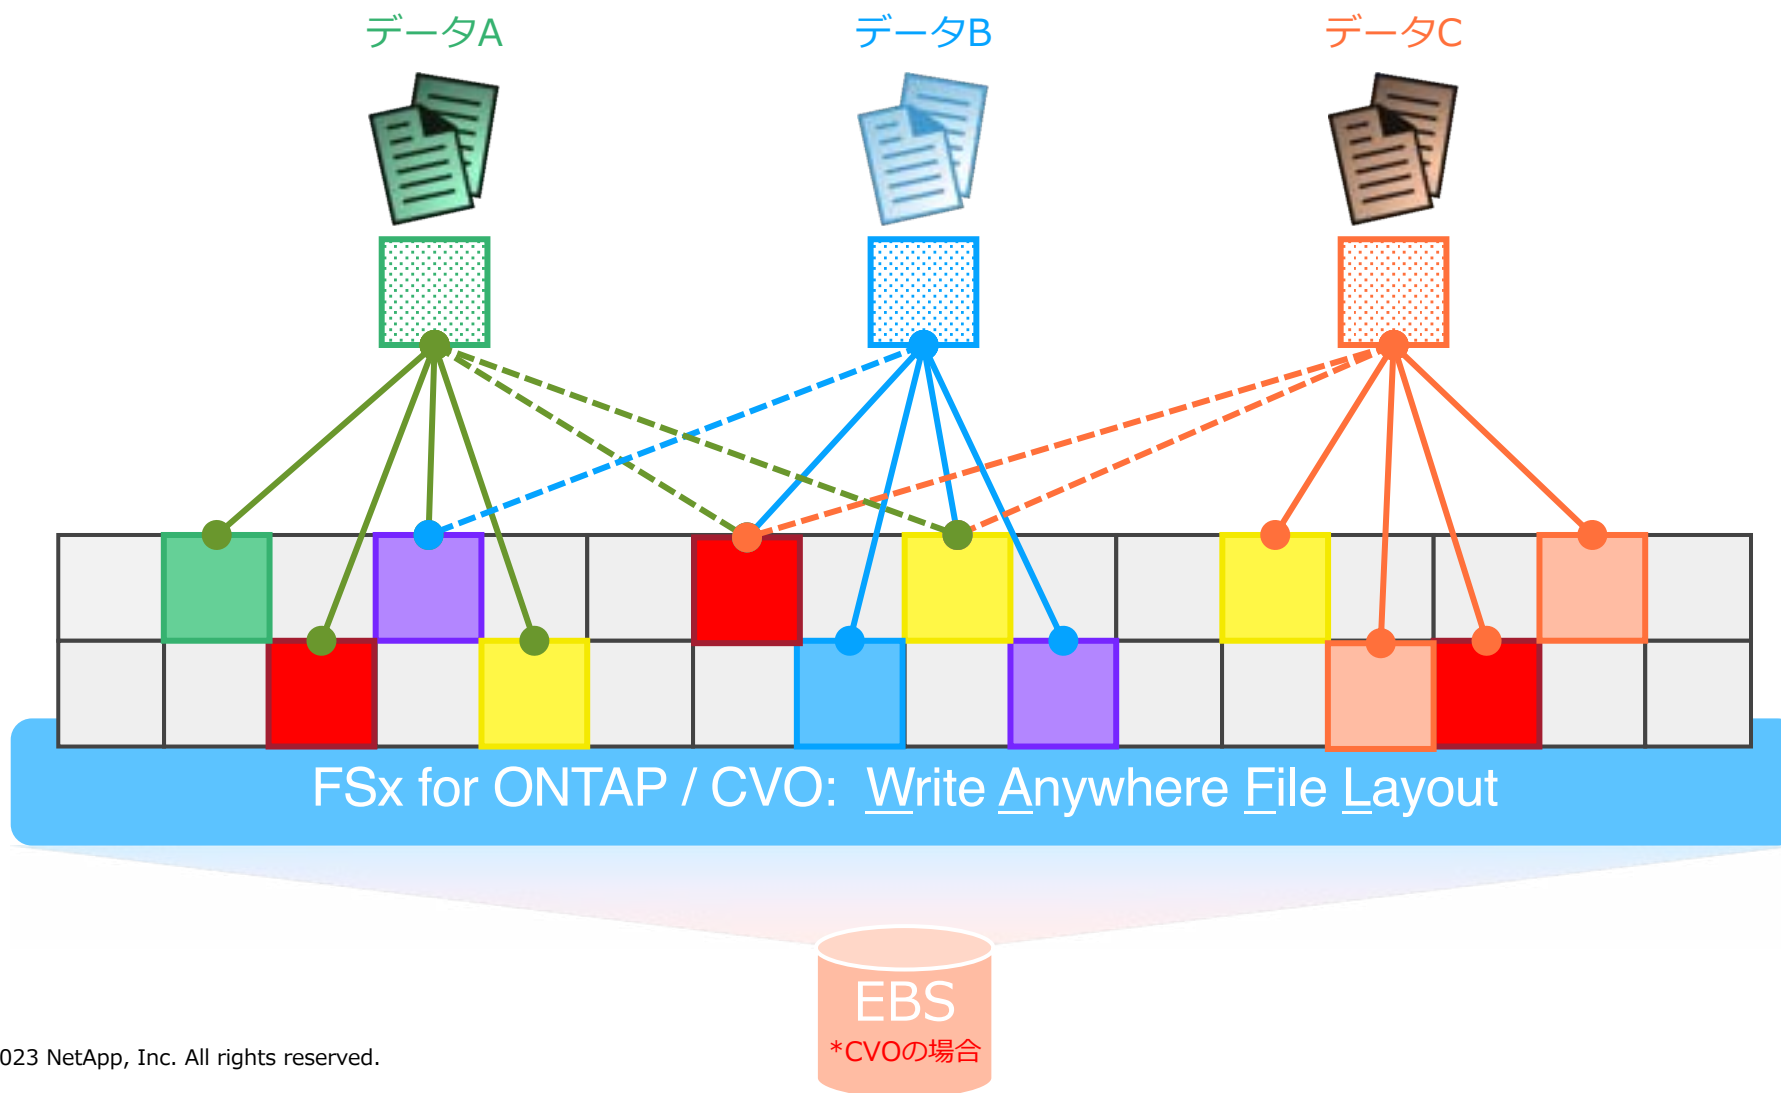 データA
データB
データC
FSx for ONTAP / CVO: Write Anywhere File Layout
EBS
*CVOの場合
023 NetApp, Inc. All rights reserved.